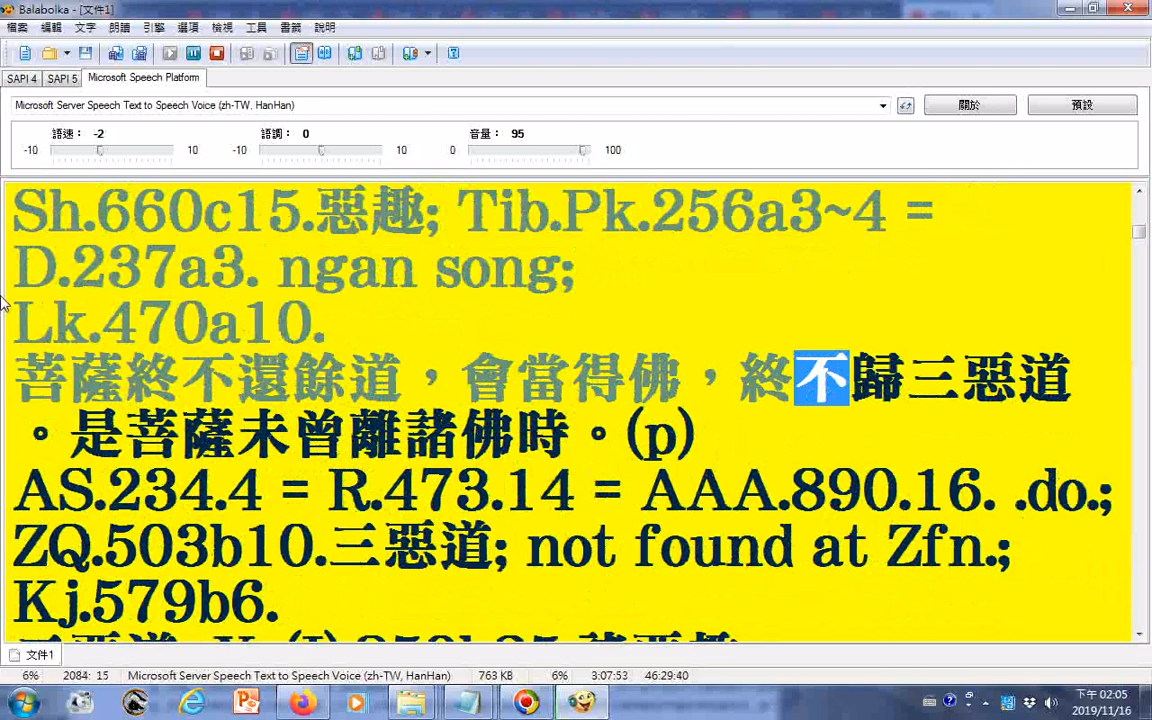 Balabolka - [文件1]
檔案 編輯 文字 朗讀 引擎 選項 檢視 工具 書籤 說明
SAPI 4 SAPI 5 Microsoft Speech Platform
Microsoft Server Speech Text to Speech Voice (zh-TW, HanHan) 關於 預設
語速： -2 語調： 0 音量： 95
-10 10 -10 10 0 100
Sh.660c15.惡趣; Tib.Pk.256a3~4 =
D.237a3. ngan song;
Lk.470a10.
菩薩終不還餘道，會當得佛，終不歸三惡道
。是菩薩未曾離諸佛時。(p)
AS.234.4 = R.473.14 = AAA.890.16. .do.;
ZQ.503b10.三惡道; not found at Zfn.;
Kj.579b6.
文件1
6% 2084: 15 Microsoft Server Speech Text to Speech Voice (zh-TW, HanHan) 763 KB 6% 3:07:53 46:29:40
下午 02:05
2019/11/16